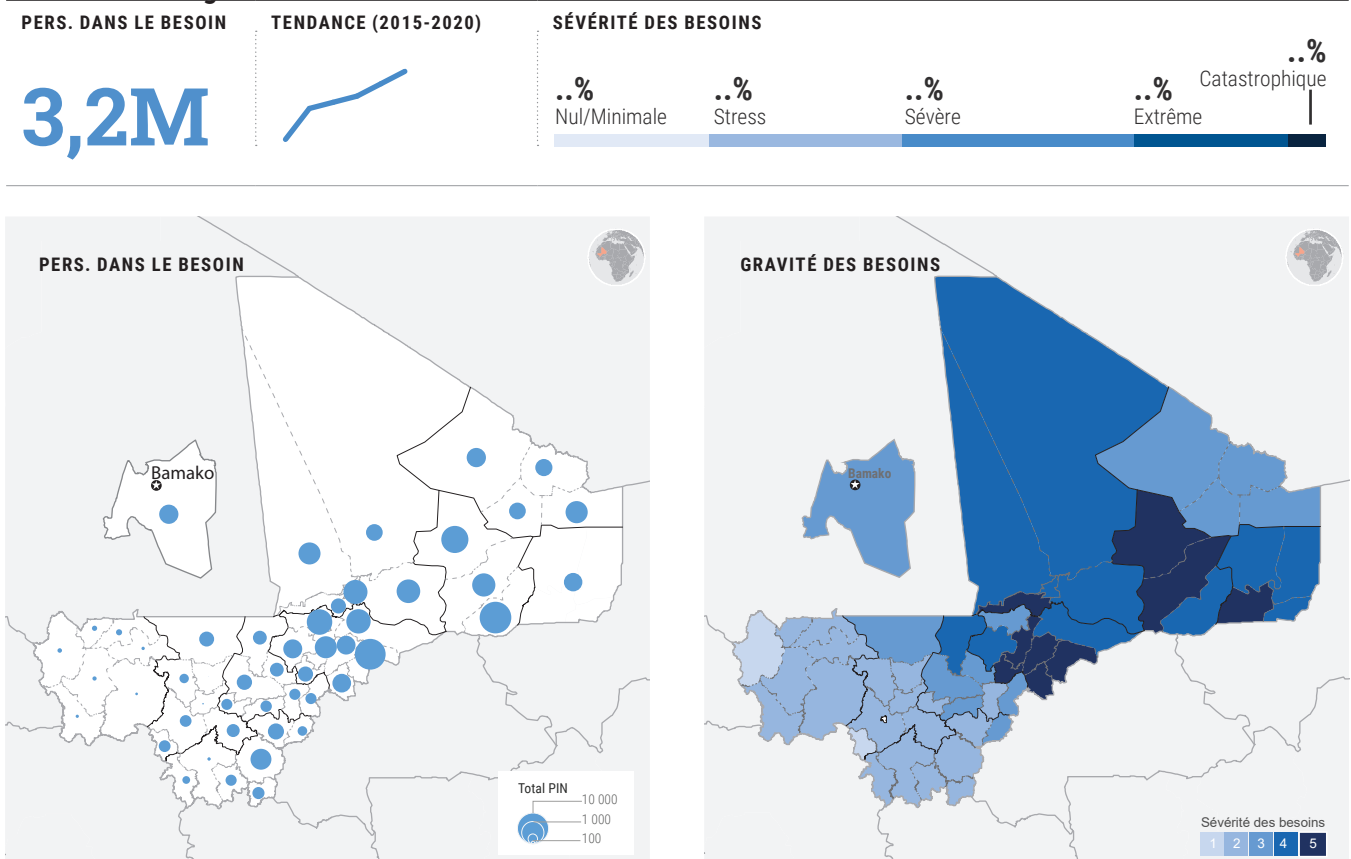 PERS. DANS LE BESOIN
TENDANCE (2015-2020)
SÉVÉRITÉ DES BESOINS
3,2M
..%
Nul/Minimale
..%
Stress
..%
Sévère
..%
Extrême
..%
Catastrophique
PERS. DANS LE BESOIN
Bamako
Total PIN
10 000
1 000
100
GRAVITÉ DES BESOINS
Bamako
Sévérité des besoins
1 2 3 4 5